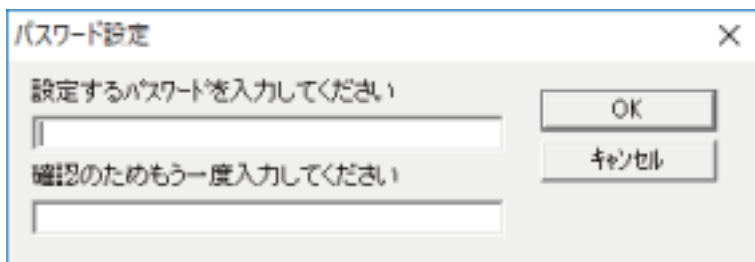 パスワード設定
設定するﾊﾟｽﾜｰﾄﾞを入力してください
OK
ｷｬﾝｾﾙ
確認のためもう一度入力してください